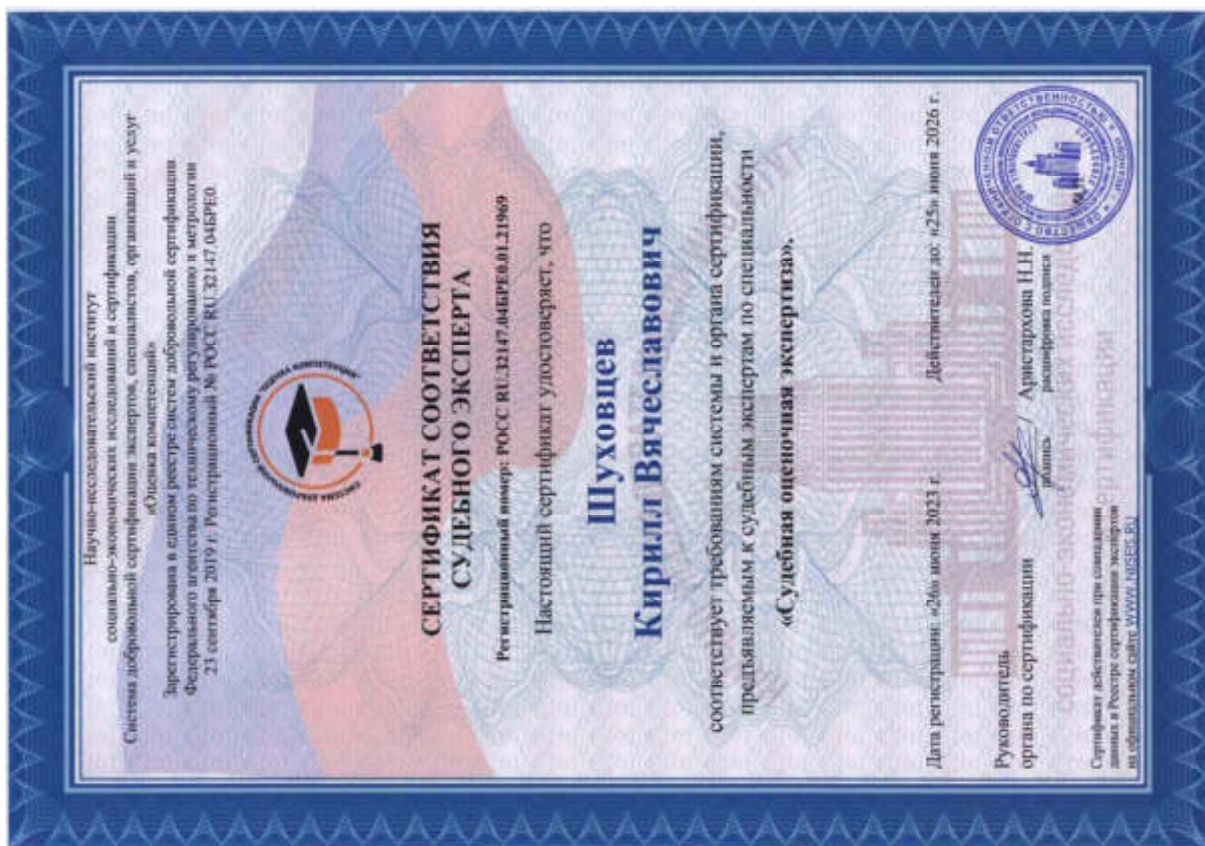 Научно-исследовательский институт
социально-экономических исследований и сертификации
Система добровольной сертификации экспертов, специалистов, организаций и услуг
«Оценка компетенций»
Зарегистрирована в едином реестре систем добровольной сертификации
Федерального агентства по техническому регулированию и метрологии
23 сентября 2019 г. Регистрационный № РОСС RU.32147.04БРЕ0
СЕРТИФИКАТ СООТВЕТСТВИЯ
СУДЕБНОГО ЭКСПЕРТА
Регистрационный номер: РОСС RU.32147.04БРЕ0.01.21969
Настоящий сертификат удостоверяет, что
Шуховцев
Кирилл Вячеславович
соответствует требованиям системы и органа сертификации,
предъявляемым к судебным экспертам по специальности
«Судебная оценочная экспертиза».
Дата регистрации: «26» июня 2023 г. Действителен до: «25» июня 2026 г.
Руководитель
органа по сертификации / Аристархова Н.Н.
подпись расшифровка подписи
Сертификат действителен при совпадении
данных в Реестре сертификации экспертов
на официальном сайте WWW.NIISEIS.RU